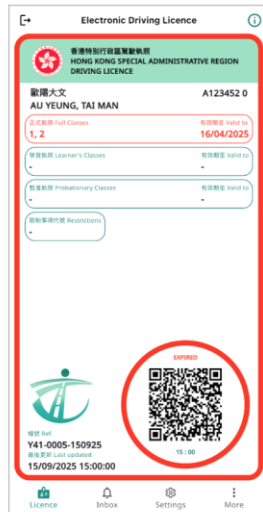 Electronic Driving Licence
香港特別行政區駕駛執照
HONG KONG SPECIAL ADMINISTRATIVE REGION
DRIVING LICENCE
歐陽大文
A123452 0
AU YEUNG, TAI MAN
正式執照 Full Classes
有效期至 Valid to
1, 2
16/04/2025
學習執照 Learner's Classes
有效期至 Valid to
-
-
暫准執照 Probationary Classes
有效期至 Valid to
-
-
限制事項代號 Restrictions
-
EXPIRED
15 : 00
檔號 Ref.
Y41-0005-150925
最後更新 Last updated
15/09/2025 15:00:00
Licence
Inbox
Settings
More